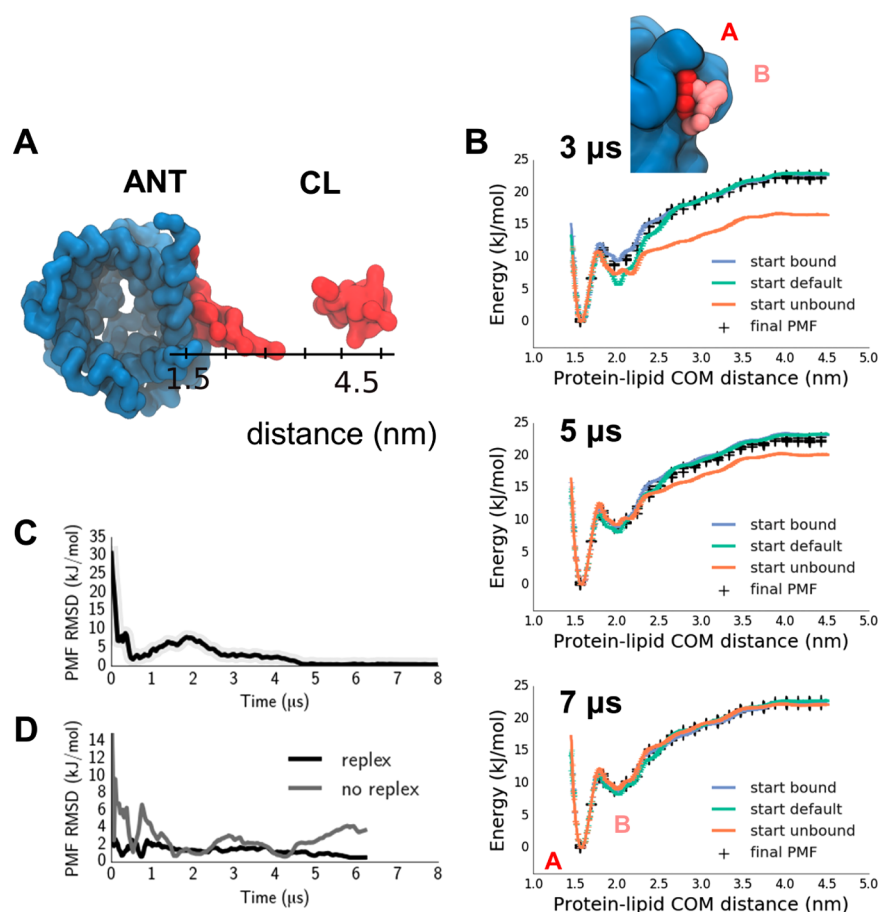 A
ANT
CL
1.5
4.5
distance (nm)
B
A
B
3 µs
25
20
15
10
5
0
Energy (kJ/mol)
start bound
start default
start unbound
+ final PMF
1.0 1.5 2.0 2.5 3.0 3.5 4.0 4.5 5.0
Protein-lipid COM distance (nm)
5 µs
25
20
15
10
5
0
Energy (kJ/mol)
start bound
start default
start unbound
+ final PMF
1.0 1.5 2.0 2.5 3.0 3.5 4.0 4.5 5.0
Protein-lipid COM distance (nm)
7 µs
25
20
15
10
5
0
Energy (kJ/mol)
start bound
start default
start unbound
+ final PMF
A
B
1.0 1.5 2.0 2.5 3.0 3.5 4.0 4.5 5.0
Protein-lipid COM distance (nm)
C
35
30
25
20
15
10
5
0
PMF RMSD (kJ/mol)
0 1 2 3 4 5 6 7 8
Time (µs)
D
14
12
10
8
6
4
2
0
PMF RMSD (kJ/mol)
replex
no replex
0 1 2 3 4 5 6 7 8
Time (µs)